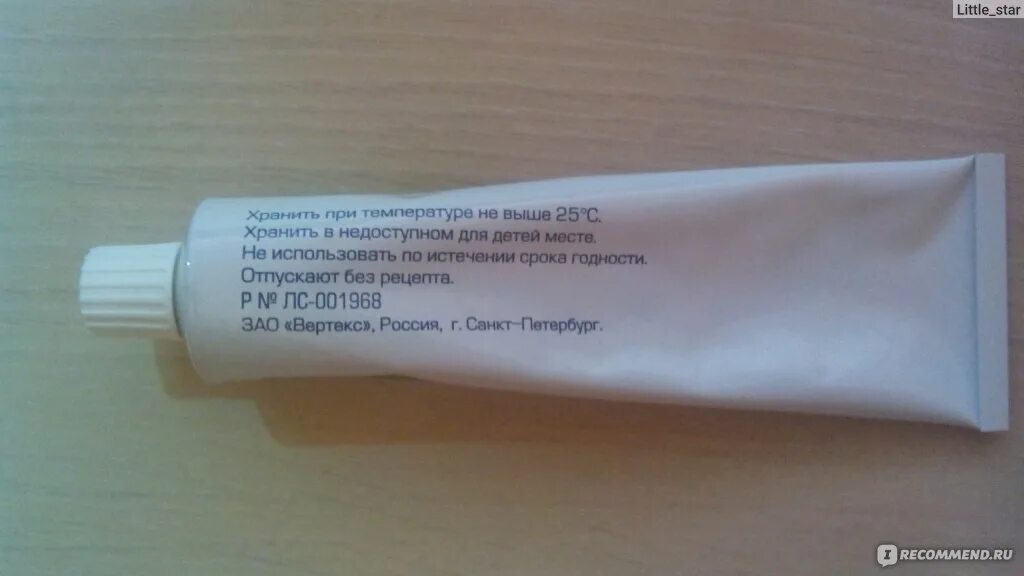 Little_star
Хранить при температуре не выше 25°С.
Хранить в недоступном для детей месте.
Не использовать по истечении срока годности.
Отпускают без рецепта.
Р № ЛС-001968
ЗАО «Вертекс», Россия, г. Санкт-Петербург.
IRECOMMEND.RU